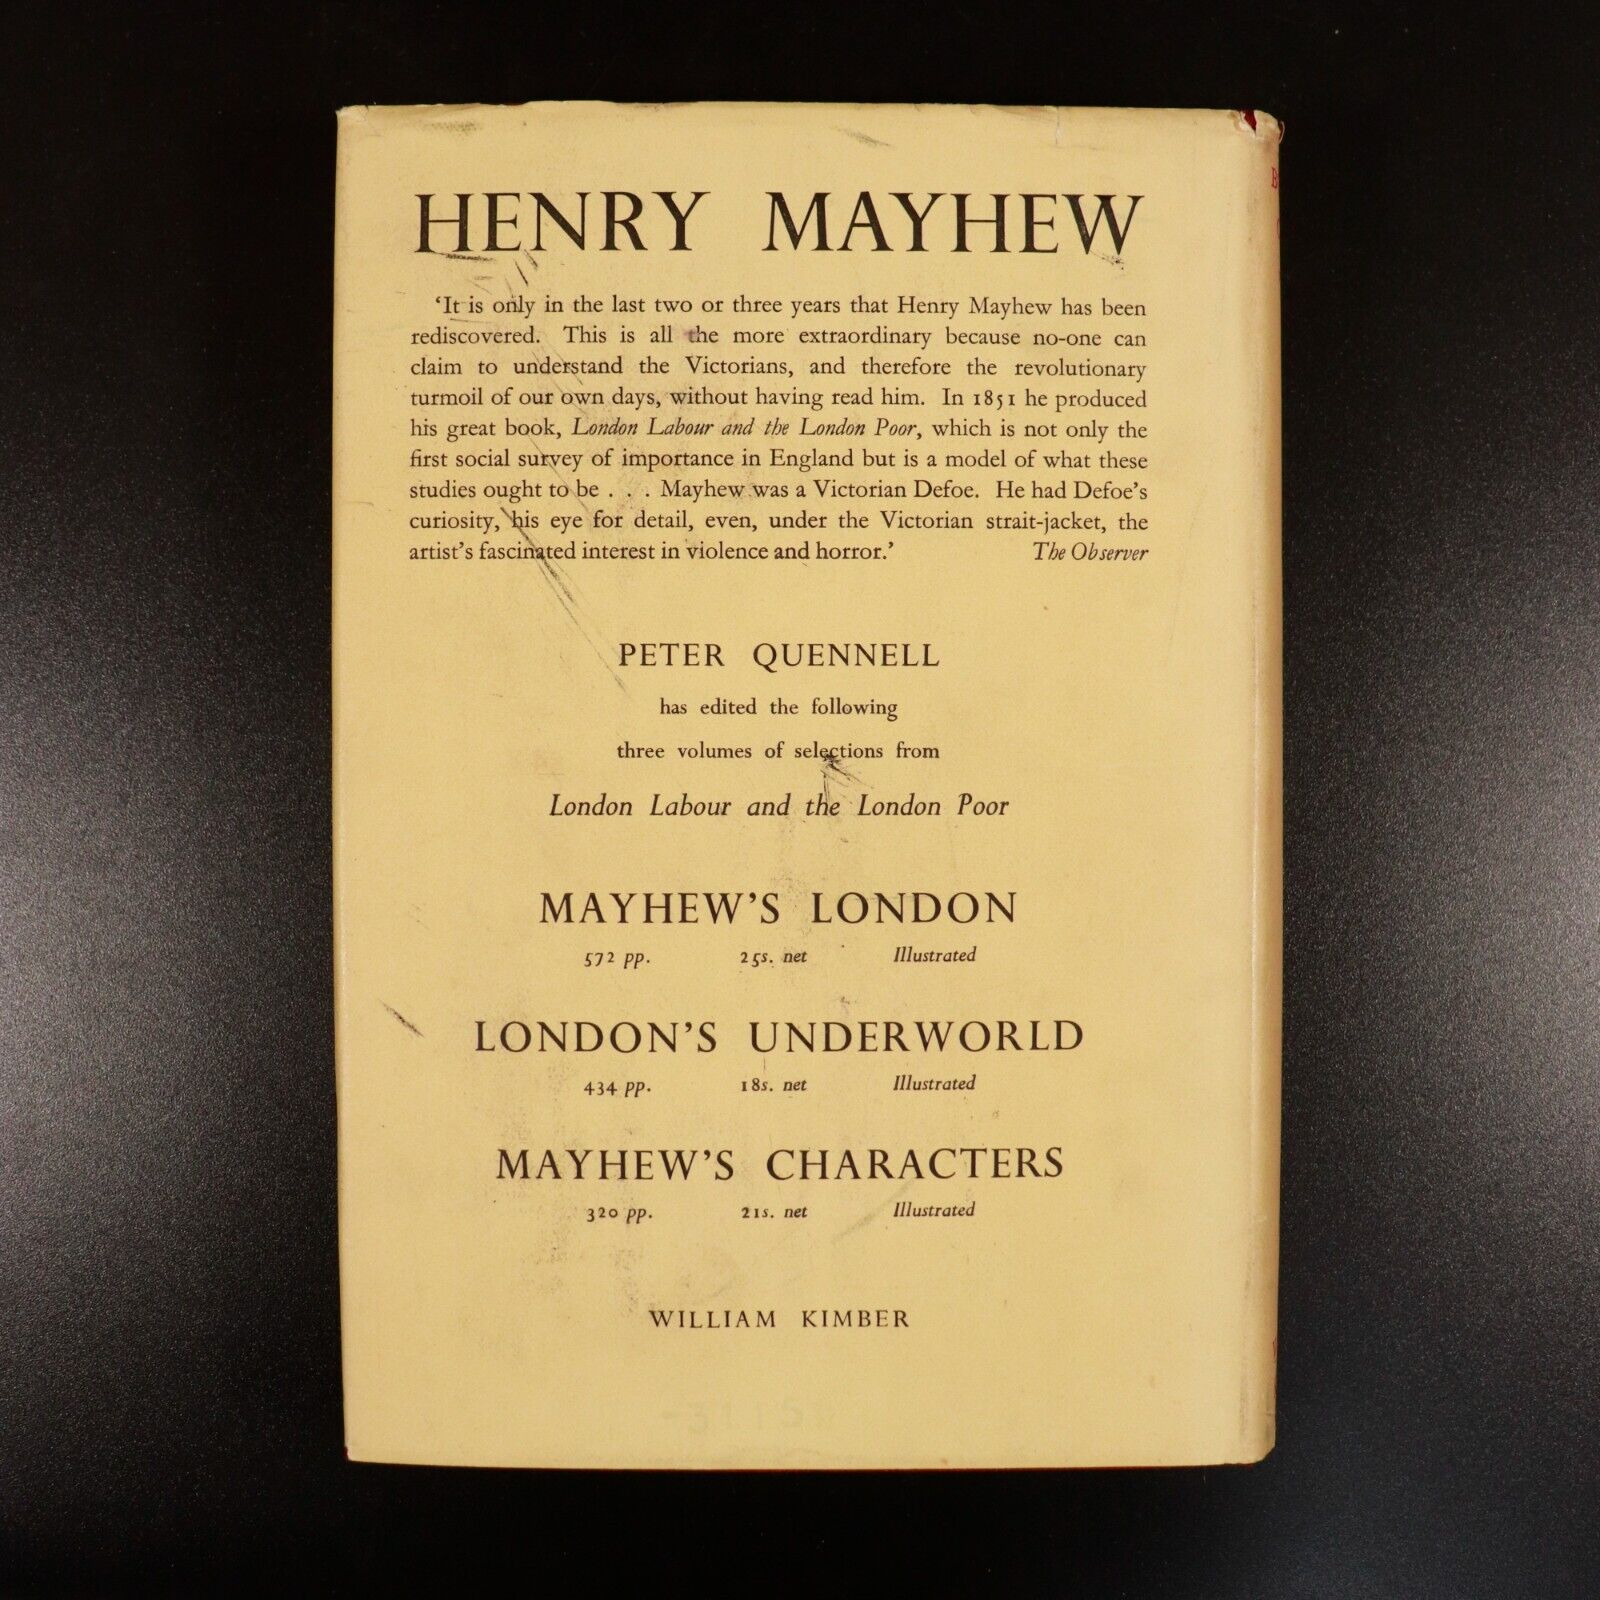 HENRY MAYHEW
‘It is only in the last two or three years that Henry Mayhew has been
rediscovered. This is all the more extraordinary because no-one can
claim to understand the Victorians, and therefore the revolutionary
turmoil of our own days, without having read him. In 1851 he produced
his great book, London Labour and the London Poor, which is not only the
first social survey of importance in England but is a model of what these
studies ought to be . . . Mayhew was a Victorian Defoe. He had Defoe’s
curiosity, his eye for detail, even, under the Victorian strait-jacket, the
artist’s fascinated interest in violence and horror.’ The Observer
PETER QUENNELL
has edited the following
three volumes of selections from
London Labour and the London Poor
MAYHEW’S LONDON
572 pp. 25s. net Illustrated
LONDON’S UNDERWORLD
434 pp. 18s. net Illustrated
MAYHEW’S CHARACTERS
320 pp. 21s. net Illustrated
WILLIAM KIMBER